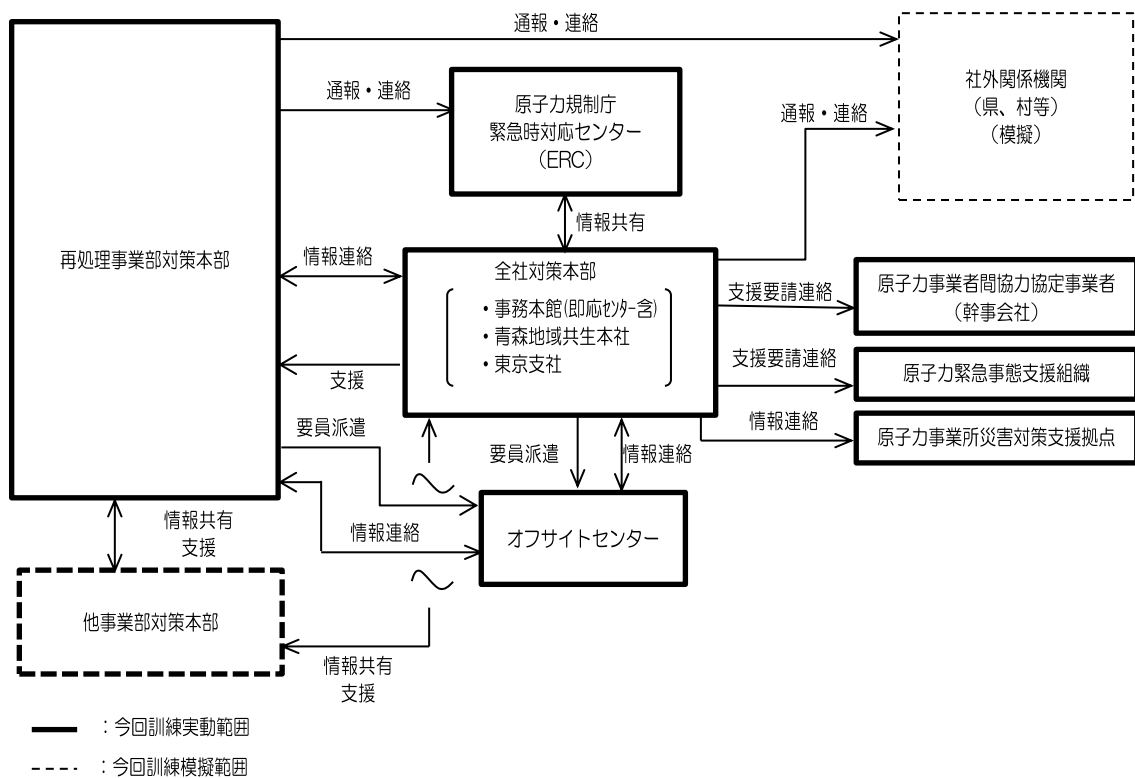 通報・連絡
通報・連絡
原子力規制庁
緊急時対応センター
(ERC)
通報・連絡
社外関係機関
(県、村等)
(模擬)
情報共有
再処理事業部対策本部
情報連絡
全社対策本部
・事務本館(即応センター含)
・青森地域共生本社
・東京支社
支援要請連絡
原子力事業者間協力協定事業者
(幹事会社)
支援
支援要請連絡
原子力緊急事態支援組織
要員派遣
要員派遣
情報連絡
情報連絡
原子力事業所災害対策支援拠点
情報共有
支援
情報連絡
オフサイトセンター
他事業部対策本部
情報共有
支援
:今回訓練実動範囲
:今回訓練模擬範囲